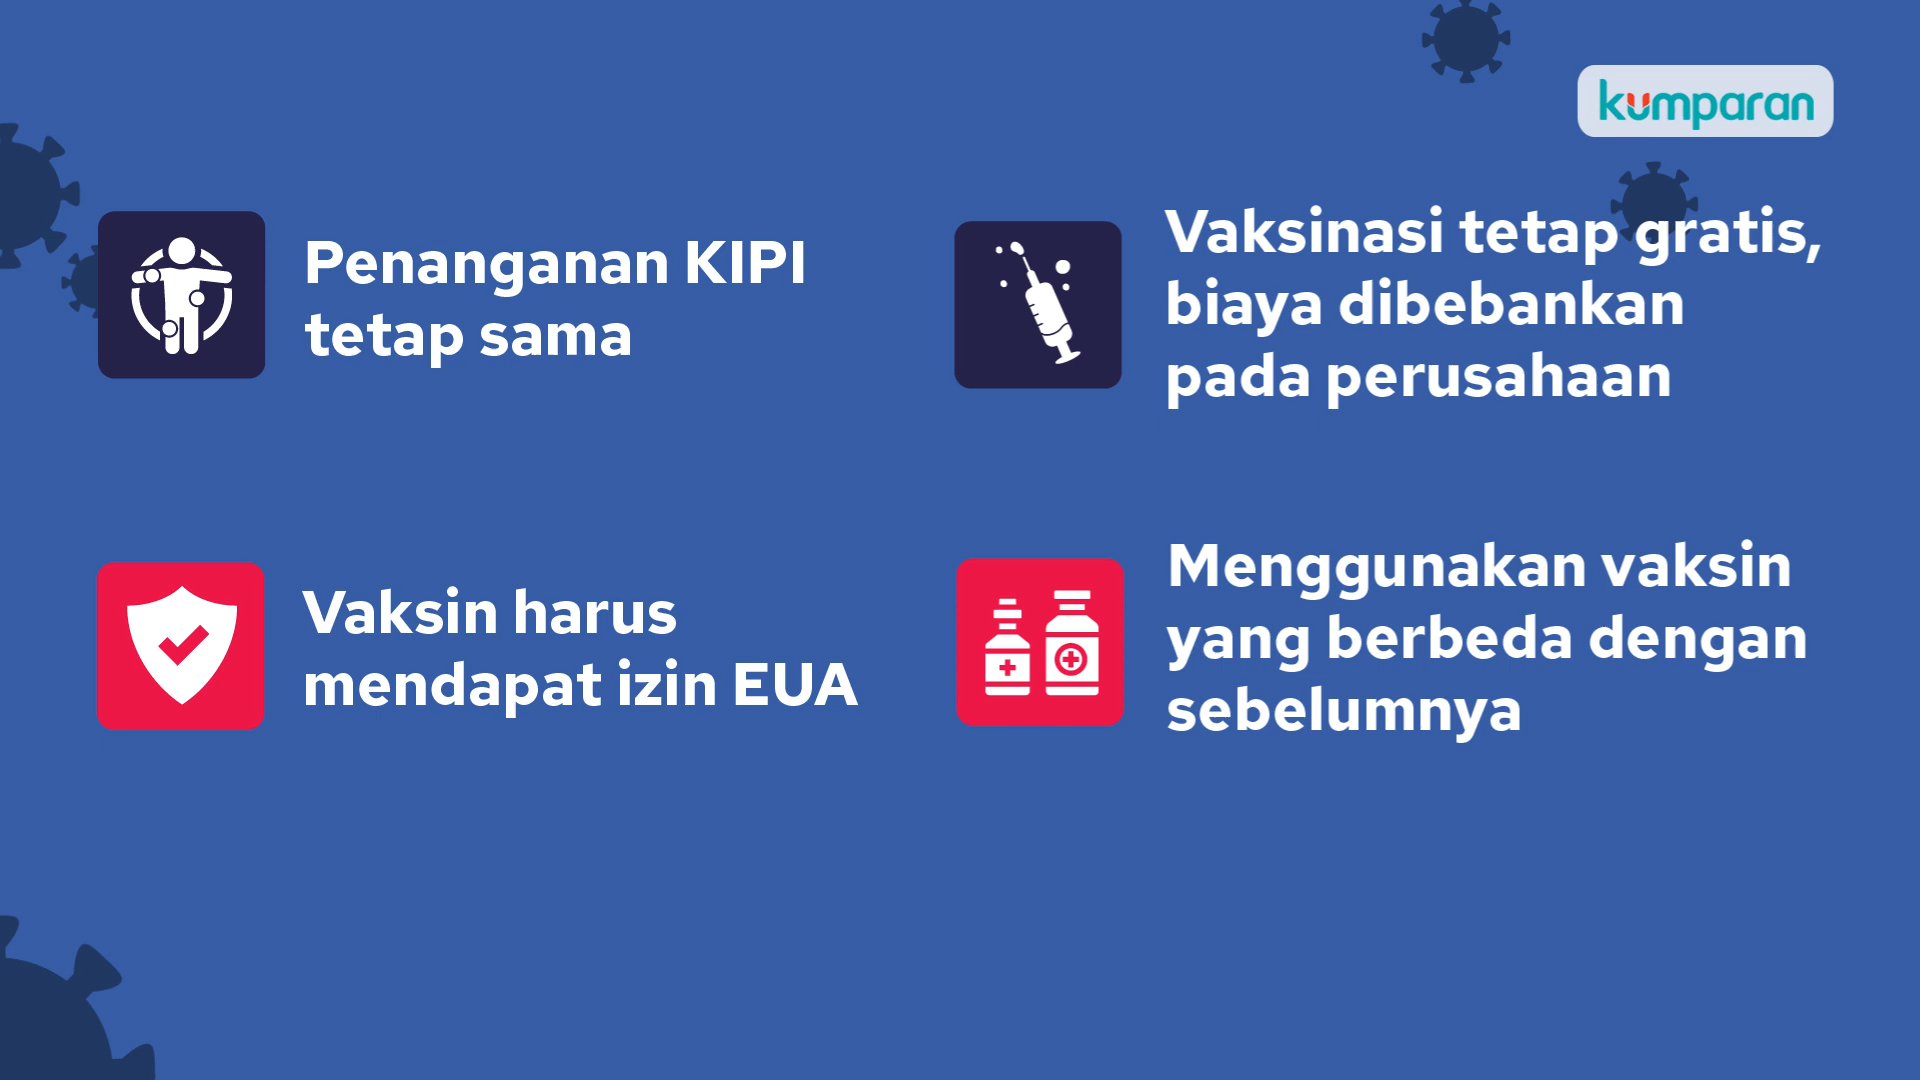 kumparan
Penanganan KIPI
tetap sama
Vaksinasi tetap gratis,
biaya dibebankan
pada perusahaan
Vaksin harus
mendapat izin EUA
Menggunakan vaksin
yang berbeda dengan
sebelumnya